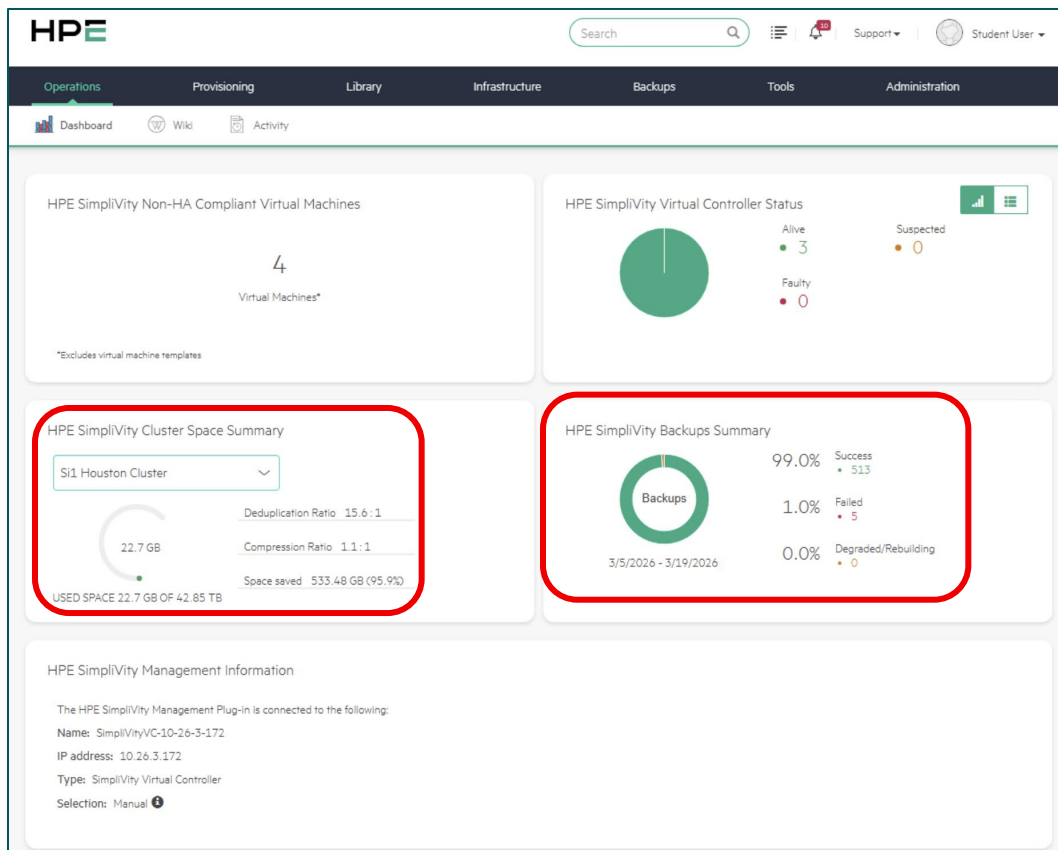 HPE
Search
10
Support
Student User
Operations Provisioning Library Infrastructure Backups Tools Administration
Dashboard Wiki Activity
HPE SimpliVity Non-HA Compliant Virtual Machines
4
Virtual Machines*
*Excludes virtual machine templates
HPE SimpliVity Virtual Controller Status
Alive
3
Suspected
0
Faulty
0
HPE SimpliVity Cluster Space Summary
Si1 Houston Cluster
22.7 GB
Deduplication Ratio 15.6 : 1
Compression Ratio 1.1 : 1
Space saved 533.48 GB (95.9%)
USED SPACE 22.7 GB OF 42.85 TB
HPE SimpliVity Backups Summary
Backups
3/5/2026 - 3/19/2026
99.0% Success
513
1.0% Failed
5
0.0% Degraded/Rebuilding
0
HPE SimpliVity Management Information
The HPE SimpliVity Management Plug-in is connected to the following:
Name: SimpliVityVC-10-26-3-172
IP address: 10.26.3.172
Type: SimpliVity Virtual Controller
Selection: Manual